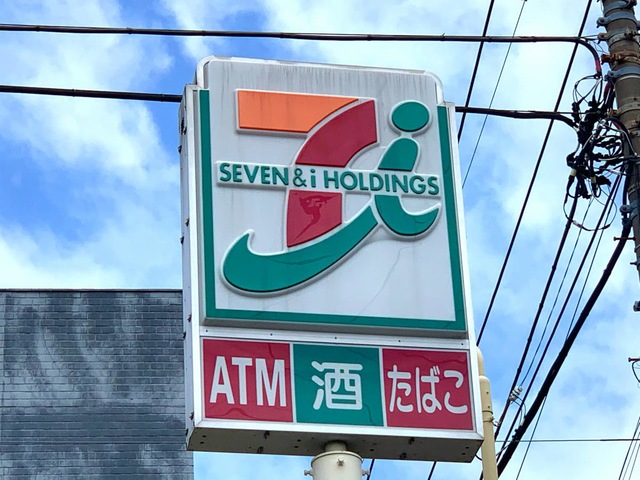 SEVEN&i HOLDINGS
ATM 酒 たばこ